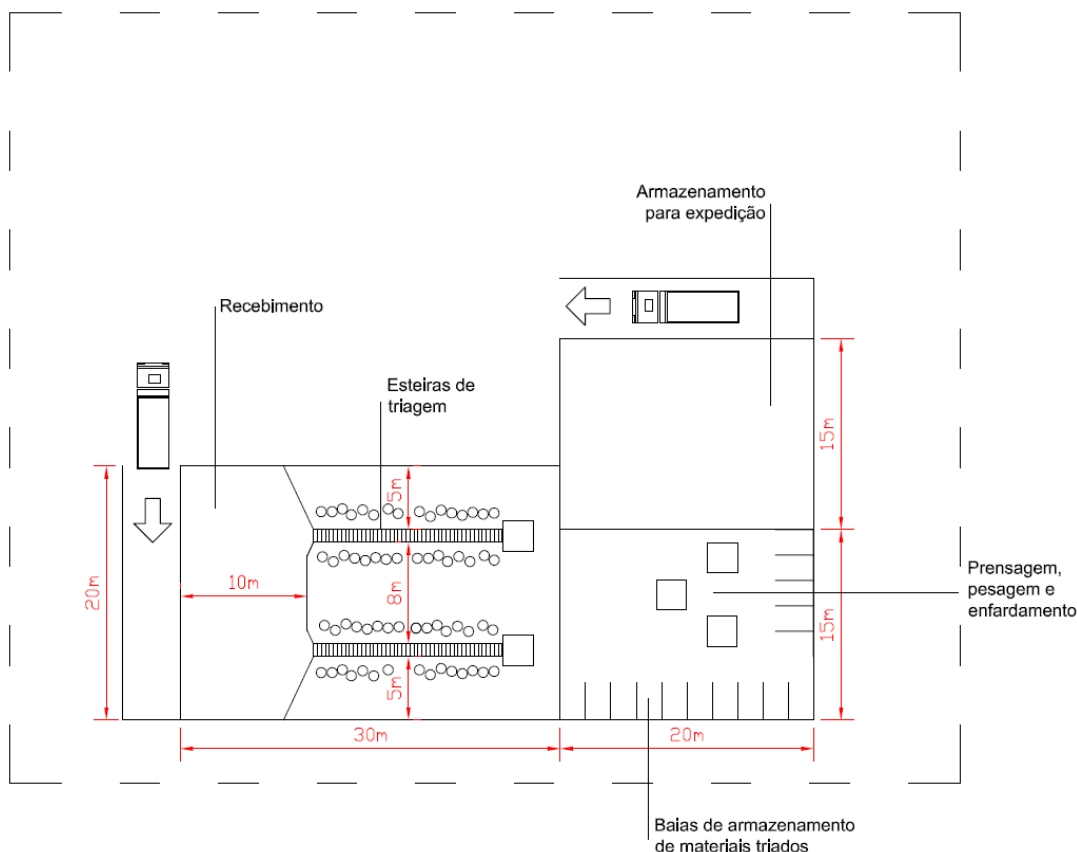 Armazenamento
para expedição
Recebimento
Esteiras de
triagem
15m
5m
10m
8m
20m
Prensagem,
pesagem e
enfardamento
15m
5m
30m
20m
Baias de armazenamento
de materiais triados